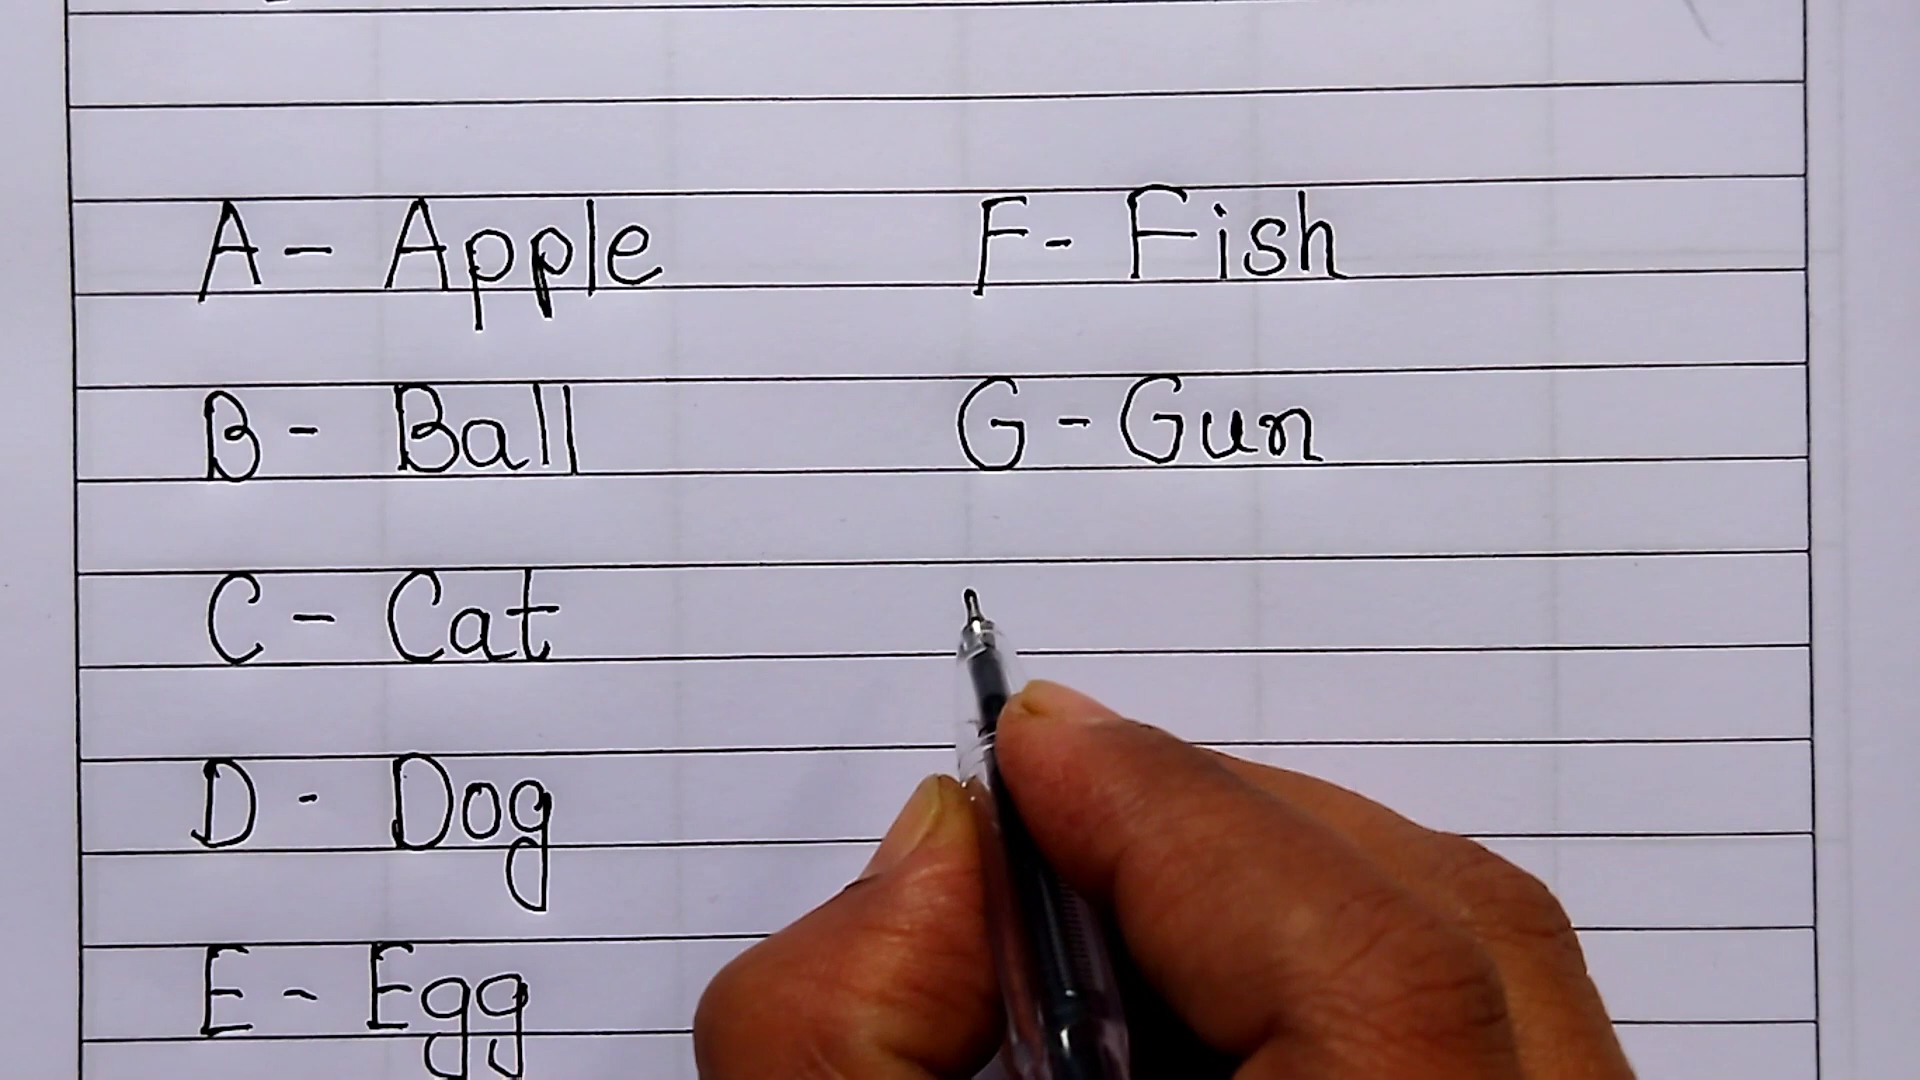 A - Apple
B - Ball
C - Cat
D - Dog
E - Egg
F - Fish
G - Gun